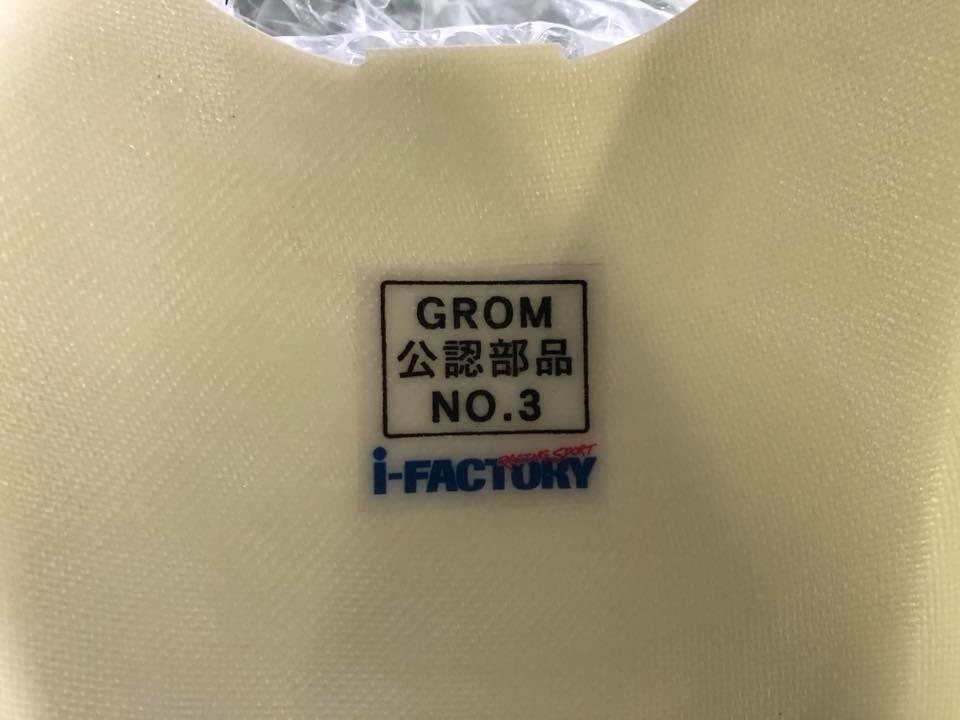 GROM
公認部品
NO.3
RACING SPORT
i-FACTORY